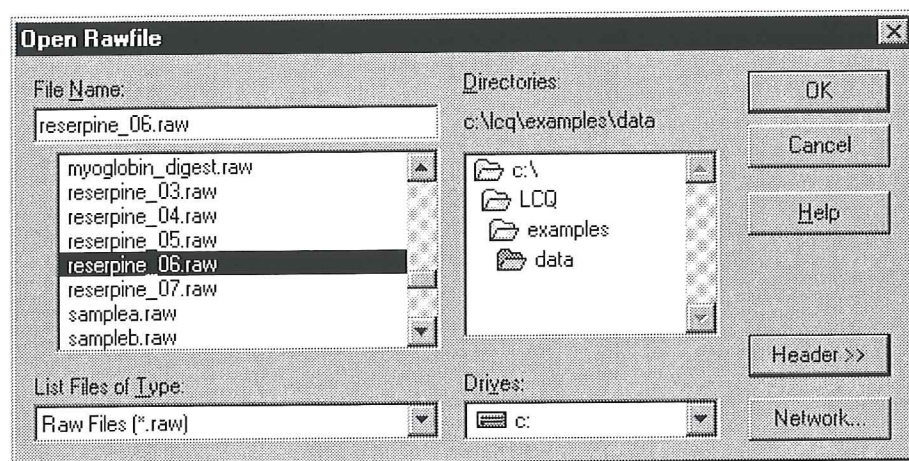 Open Rawfile
File Name:
reserpine_06.raw
myoglobin_digest.raw
reserpine_03.raw
reserpine_04.raw
reserpine_05.raw
reserpine_06.raw
reserpine_07.raw
samplea.raw
sampleb.raw
List Files of Type:
Raw Files (*.raw)
Directories:
c:\lcq\examples\data
c:\
LCQ
examples
data
Drives:
c:
OK
Cancel
Help
Header >>
Network...